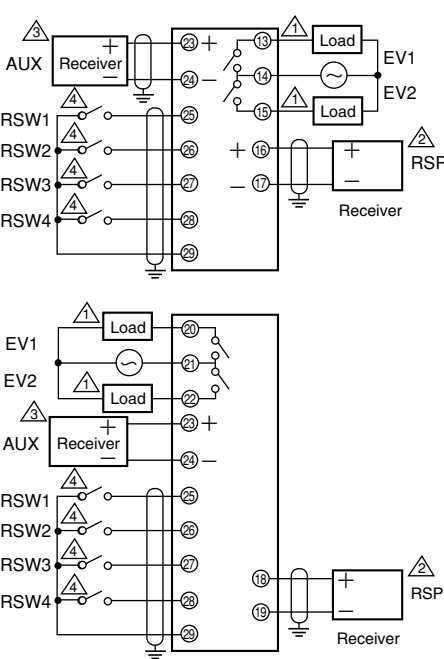 3 23 + 13 1 Load
AUX + Receiver − EV1
24 − 14
4 EV2
RSW1 25 15 1 Load
4
RSW2 26 + 16 + 2 RSP
4
RSW3 27 − 17 −
4 Receiver
RSW4 28
29
1 Load 20
EV1
21
EV2
1 Load 22
3 23 +
AUX + Receiver −
24 −
4
RSW1 25
4
RSW2 26
4
RSW3 27 18 + 2
4 RSP
RSW4 28 19 −
29 Receiver